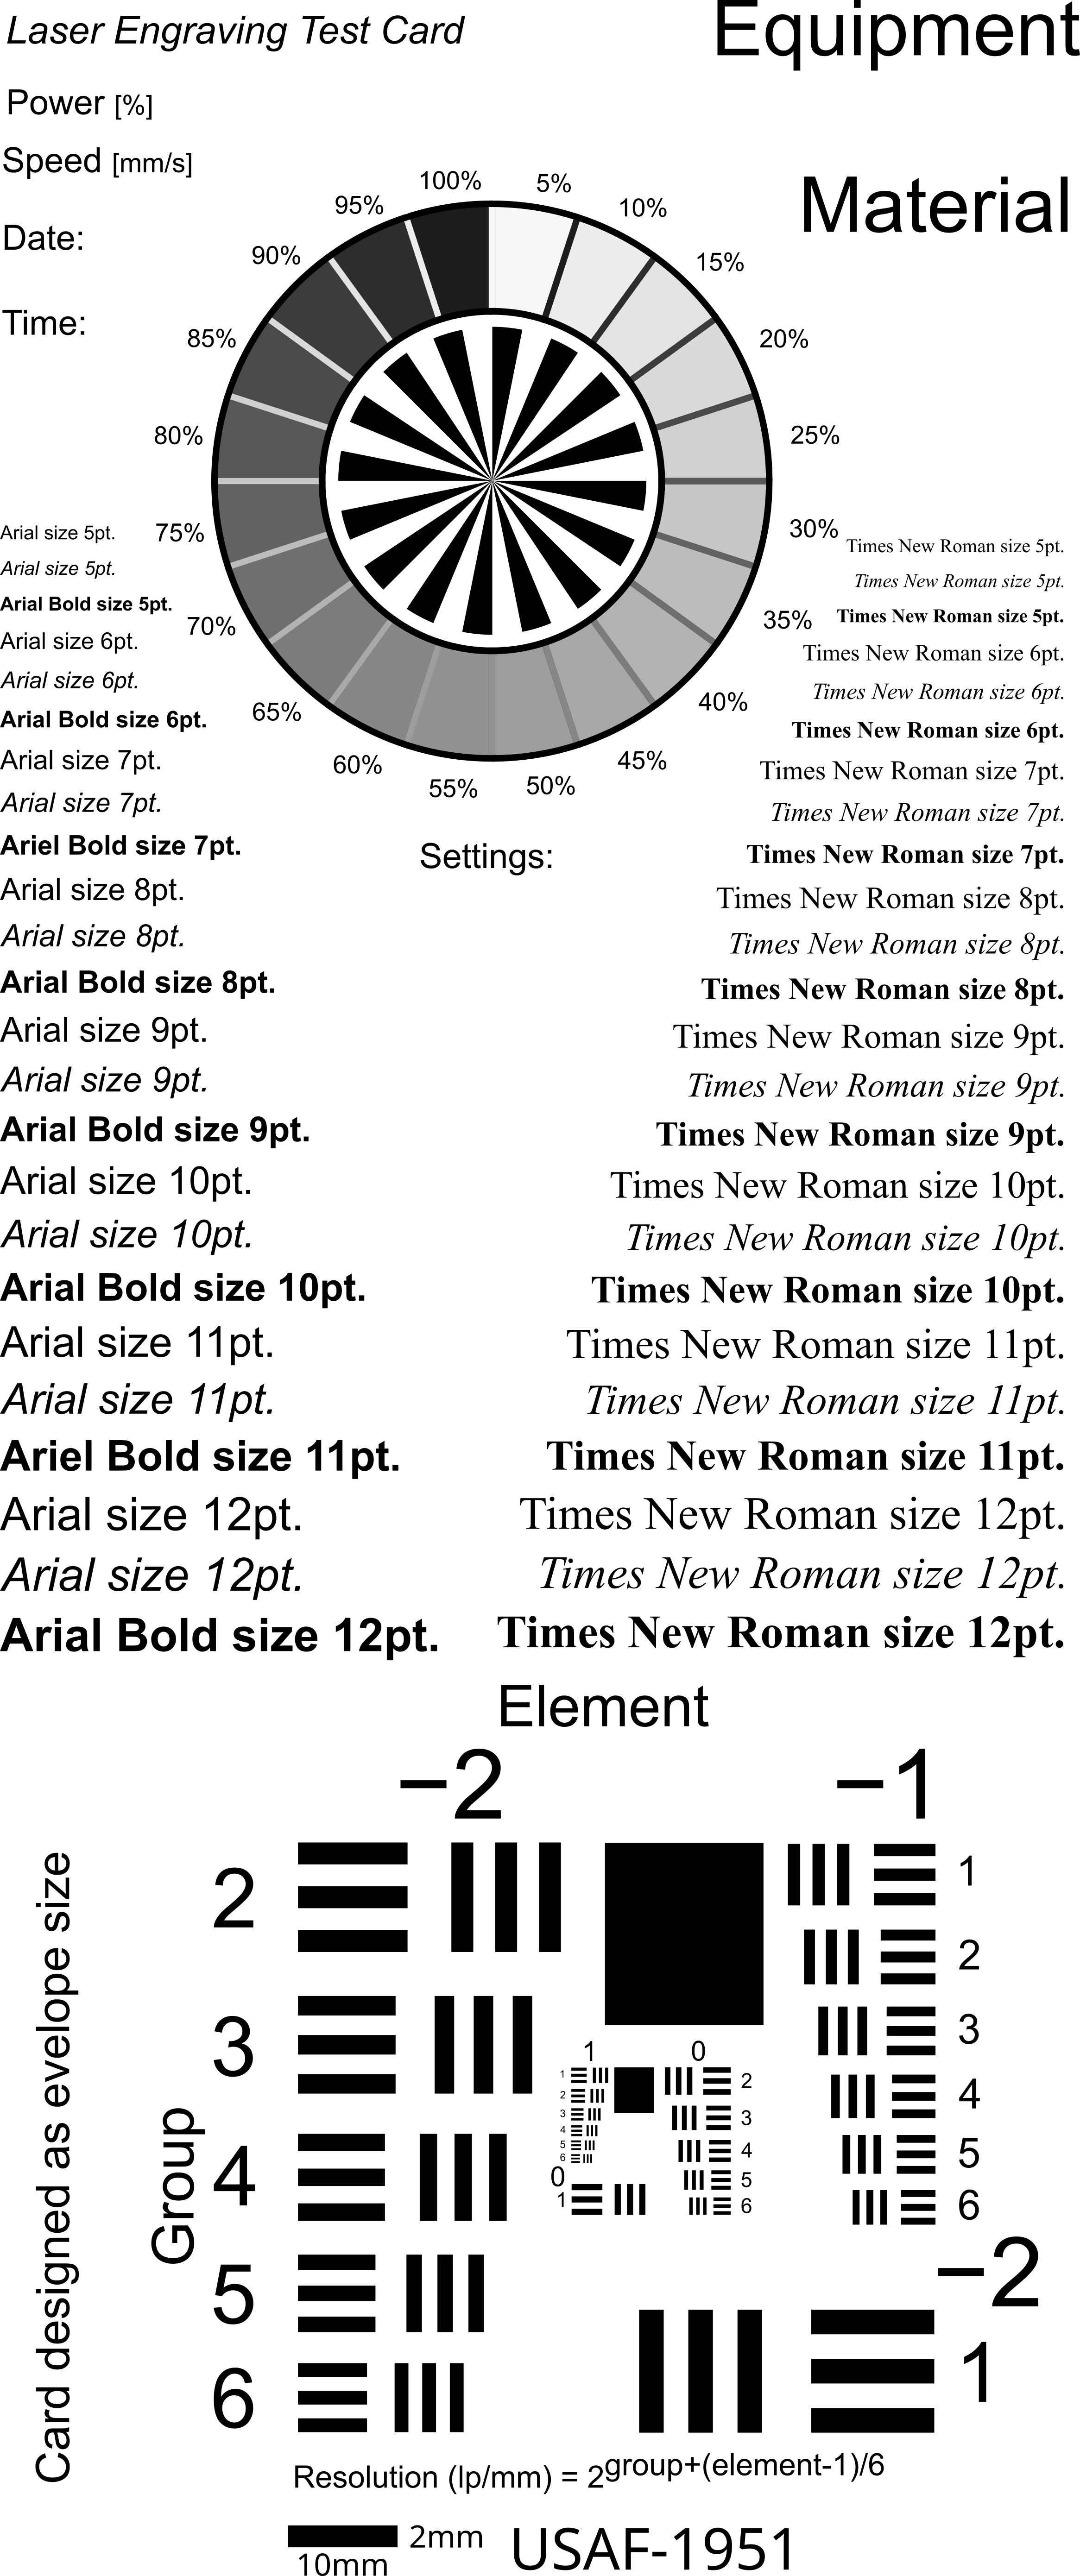 Laser Engraving Test Card
Equipment
Power [%]
Speed [mm/s]
Material
Date:
Time:
100%
5%
95%
10%
90%
15%
85%
20%
80%
25%
75%
30%
70%
35%
65%
40%
60%
45%
55%
50%
Arial size 5pt.
Arial size 5pt.
Arial Bold size 5pt.
Arial size 6pt.
Arial size 6pt.
Arial Bold size 6pt.
Arial size 7pt.
Arial size 7pt.
Ariel Bold size 7pt.
Arial size 8pt.
Arial size 8pt.
Arial Bold size 8pt.
Arial size 9pt.
Arial size 9pt.
Arial Bold size 9pt.
Arial size 10pt.
Arial size 10pt.
Arial Bold size 10pt.
Arial size 11pt.
Arial size 11pt.
Ariel Bold size 11pt.
Arial size 12pt.
Arial size 12pt.
Arial Bold size 12pt.
Settings:
Times New Roman size 5pt.
Times New Roman size 5pt.
Times New Roman size 5pt.
Times New Roman size 6pt.
Times New Roman size 6pt.
Times New Roman size 6pt.
Times New Roman size 7pt.
Times New Roman size 7pt.
Times New Roman size 7pt.
Times New Roman size 8pt.
Times New Roman size 8pt.
Times New Roman size 8pt.
Times New Roman size 9pt.
Times New Roman size 9pt.
Times New Roman size 9pt.
Times New Roman size 10pt.
Times New Roman size 10pt.
Times New Roman size 10pt.
Times New Roman size 11pt.
Times New Roman size 11pt.
Times New Roman size 11pt.
Times New Roman size 12pt.
Times New Roman size 12pt.
Times New Roman size 12pt.
Element
−2
−1
Card designed as evelope size
Group
2
3
4
5
6
1
0
1
2
3
4
5
6
0
1
2
3
4
5
6
1
2
3
4
5
6
−2
1
Resolution (lp/mm) = 2group+(element-1)/6
2mm
10mm
USAF-1951